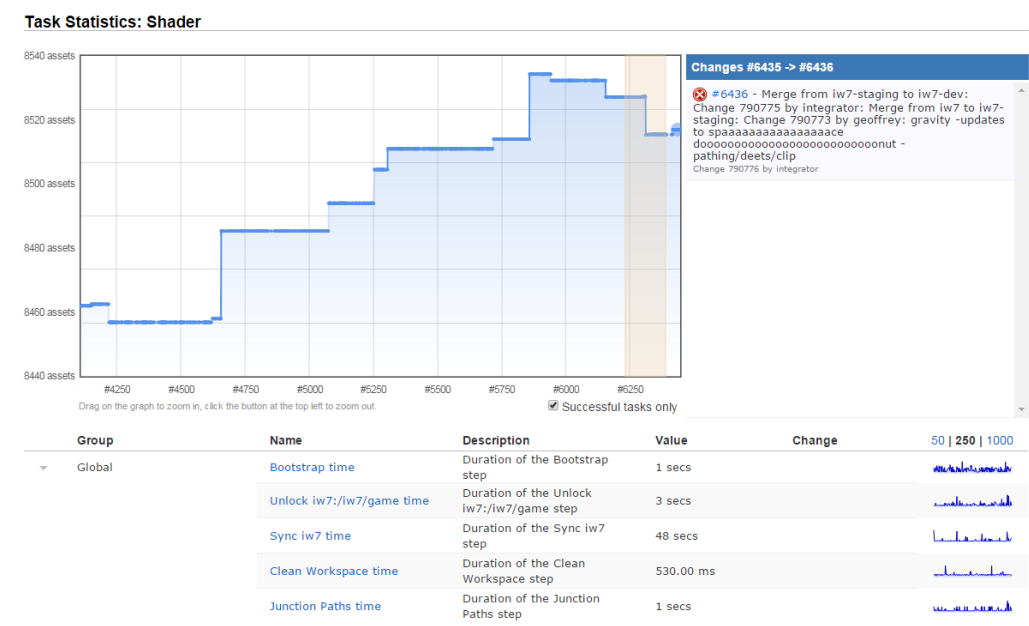 Task Statistics: Shader
8540 assets
8520 assets
8500 assets
8480 assets
8460 assets
8440 assets
#4250 #4500 #4750 #5000 #5250 #5500 #5750 #6000 #6250
Drag on the graph to zoom in, click the button at the top left to zoom out.
Successful tasks only
Changes #6435 -> #6436
#6436 - Merge from iw7-staging to iw7-dev:
Change 790775 by integrator: Merge from iw7 to iw7-
staging: Change 790773 by geoffrey: gravity -updates
to spaaaaaaaaaaaaaaaaace
dooooooooooooooooooooooooooonut -
pathing/deets/clip
Change 790776 by integrator
Group Name Description Value Change 50 | 250 | 1000
Global Bootstrap time Duration of the Bootstrap step 1 secs
Unlock iw7:/iw7/game time Duration of the Unlock iw7:/iw7/game step 3 secs
Sync iw7 time Duration of the Sync iw7 step 48 secs
Clean Workspace time Duration of the Clean Workspace step 530.00 ms
Junction Paths time Duration of the Junction Paths step 1 secs